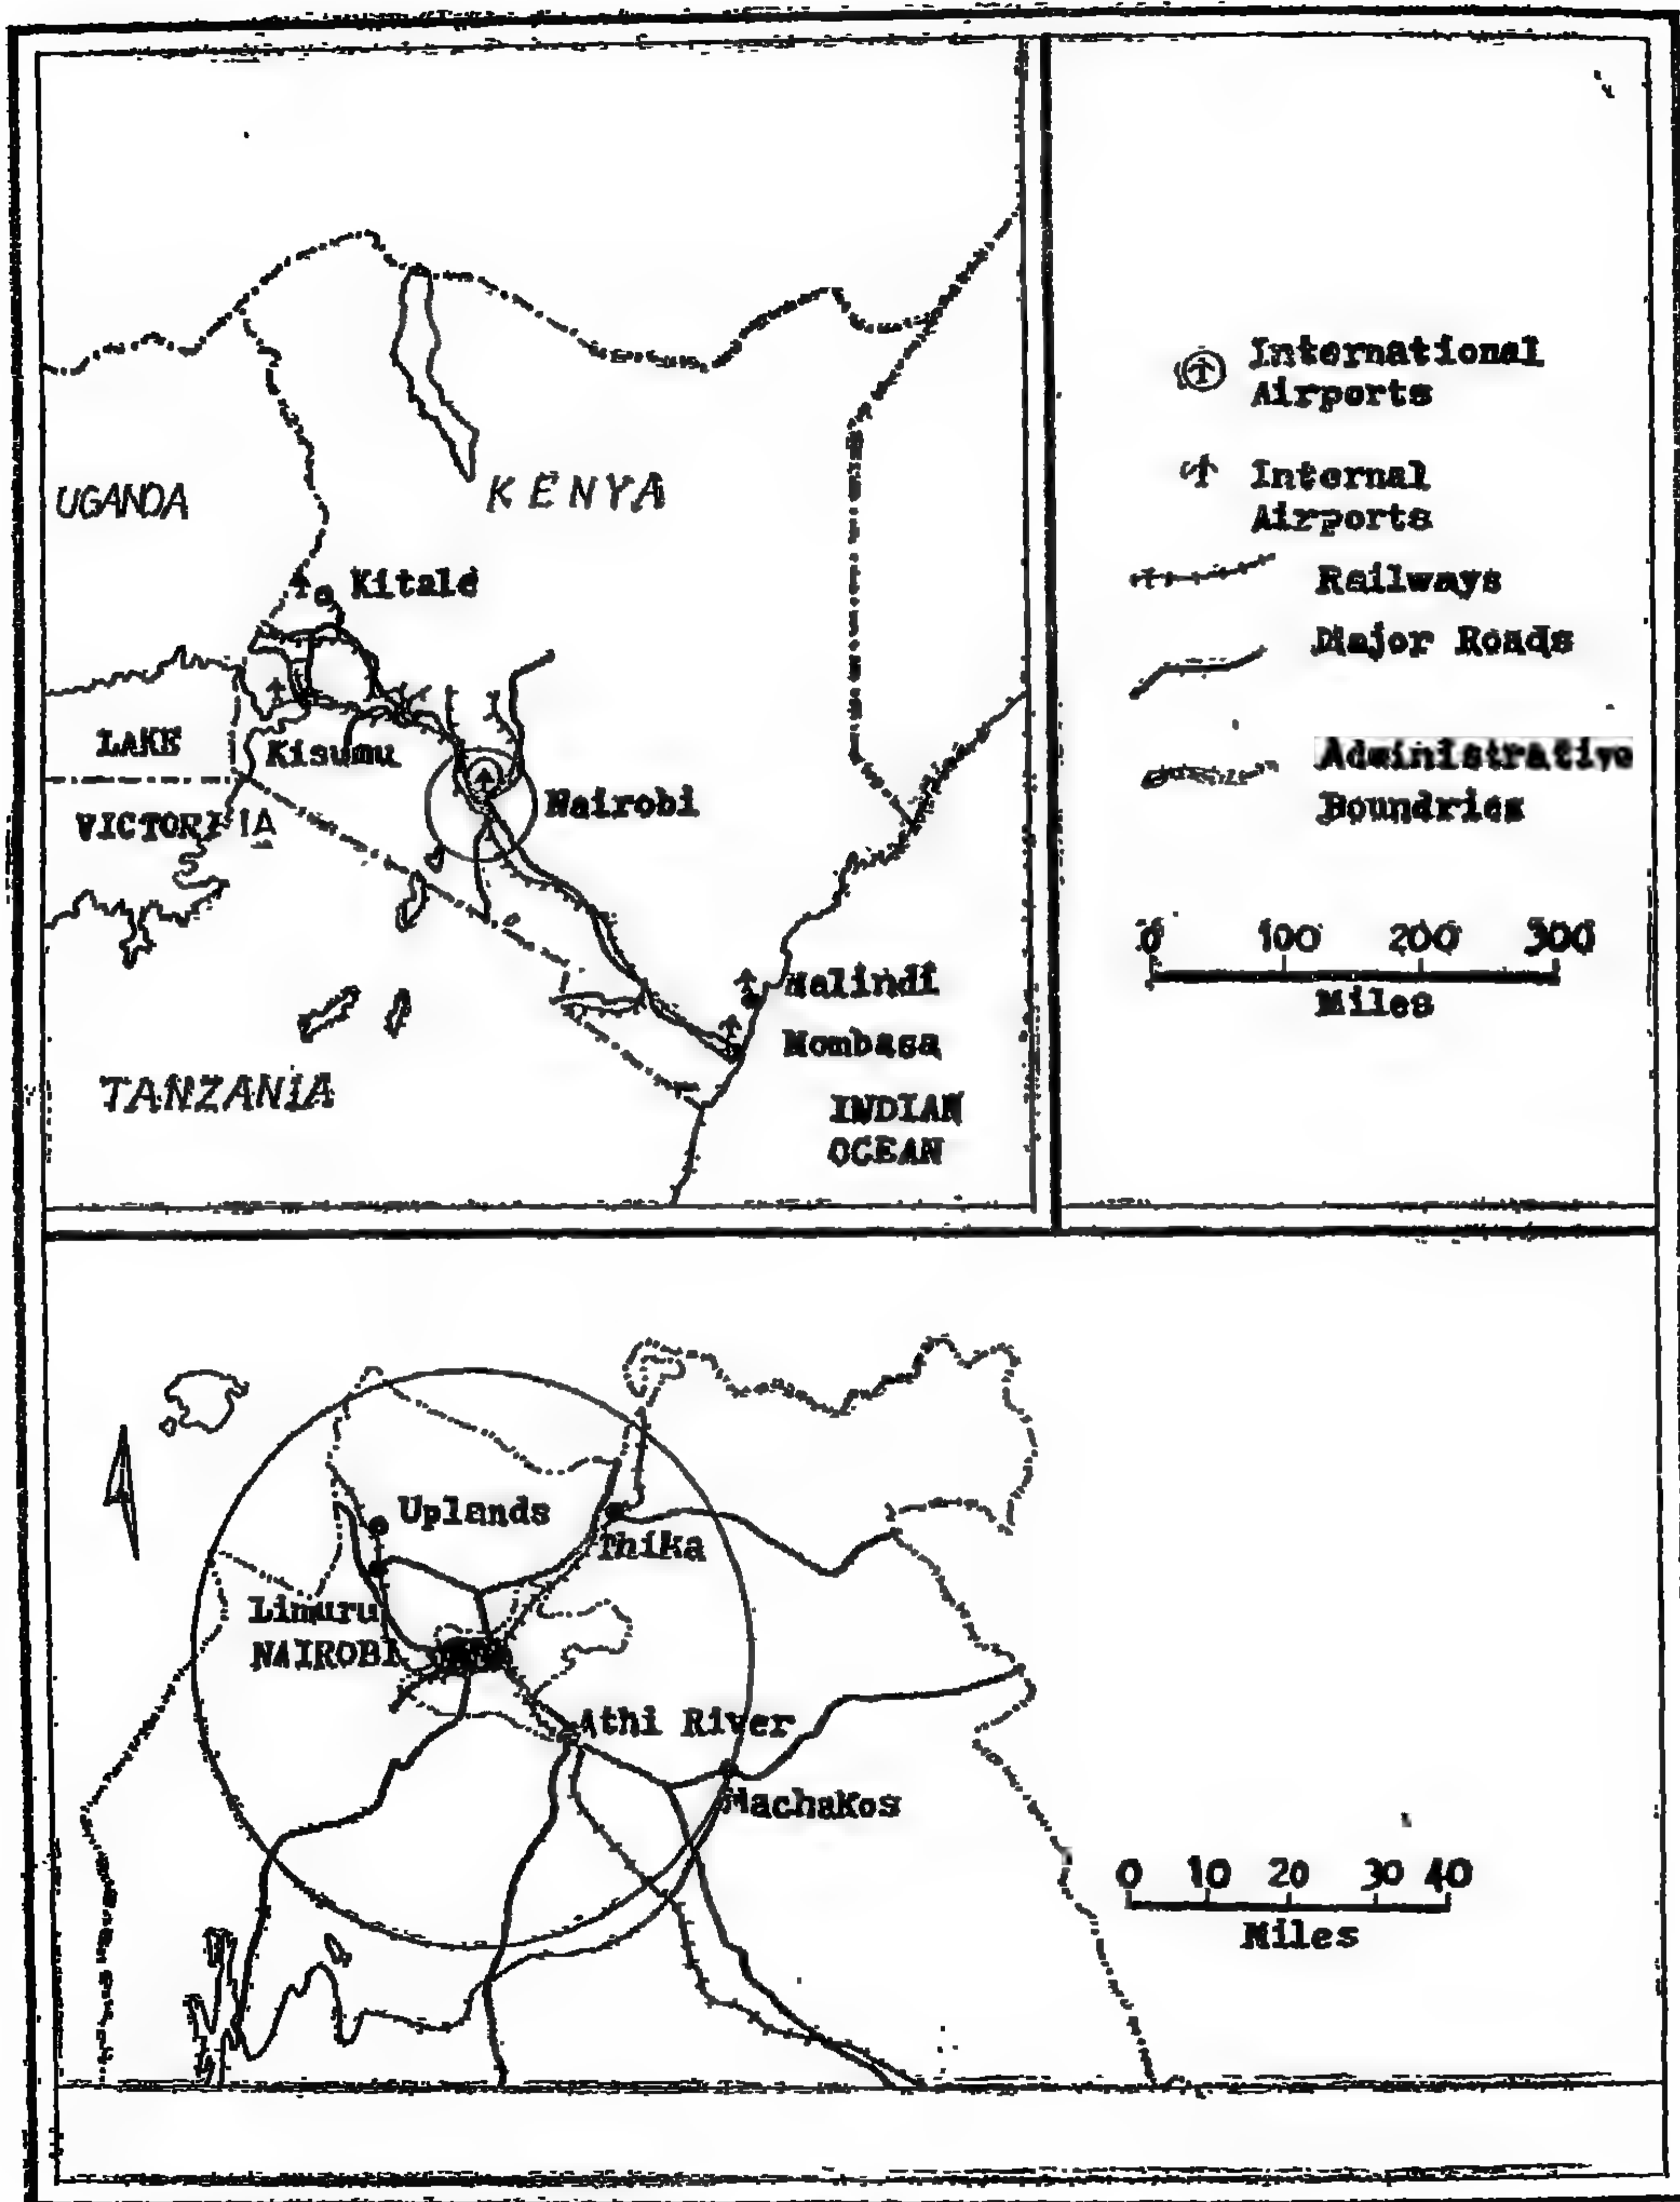 UGANDA
KENYA
Kitale
LAKE
VICTORIA
Kisumu
Nairobi
Malindi
Mombasa
TANZANIA
INDIAN
OCEAN
International
Airports
Internal
Airports
Railways
Major Roads
Administrative
Boundries
0 100 200 300
Miles
Uplands
Thika
Limuru
NAIROBI
Athi River
Machakos
0 10 20 30 40
Miles